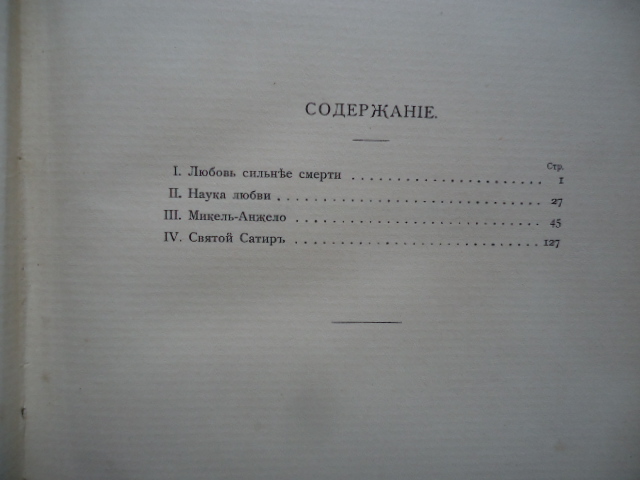 СОДЕРЖАНІЕ.
Стр.
I. Любовь сильнѣе смерти . . . . . . . . . . . . . . . . . . . . . . 1
II. Наука любви . . . . . . . . . . . . . . . . . . . . . . . . . . . 27
III. Микель-Анжело . . . . . . . . . . . . . . . . . . . . . . . . . 45
IV. Святой Сатиръ . . . . . . . . . . . . . . . . . . . . . . . . . 127